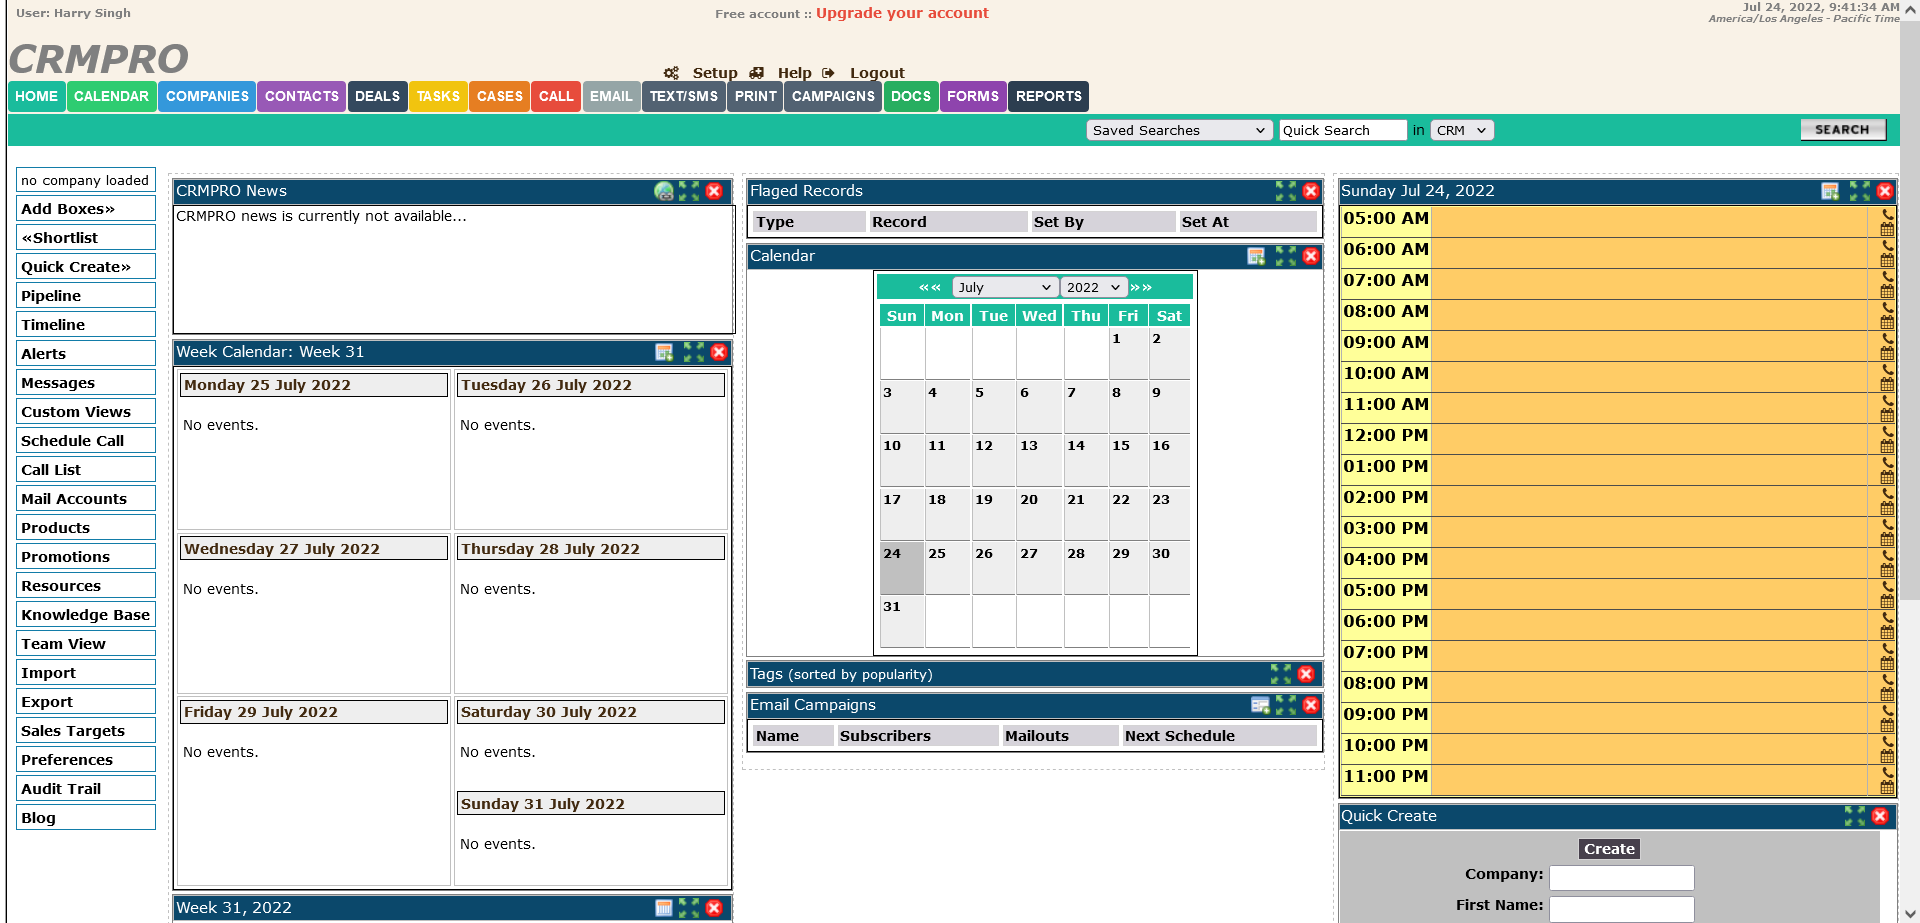 User: Harry Singh
Free account :: Upgrade your account
Jul 24, 2022, 9:41:34 AM
America/Los Angeles - Pacific Time
CRMPRO
Setup Help Logout
HOME CALENDAR COMPANIES CONTACTS DEALS TASKS CASES CALL EMAIL TEXT/SMS PRINT CAMPAIGNS DOCS FORMS REPORTS
Saved Searches Quick Search in CRM SEARCH
no company loaded
Add Boxes»
«Shortlist
Quick Create»
Pipeline
Timeline
Alerts
Messages
Custom Views
Schedule Call
Call List
Mail Accounts
Products
Promotions
Resources
Knowledge Base
Team View
Import
Export
Sales Targets
Preferences
Audit Trail
Blog
CRMPRO News
CRMPRO news is currently not available...
Week Calendar: Week 31
Monday 25 July 2022
No events.
Tuesday 26 July 2022
No events.
Wednesday 27 July 2022
No events.
Thursday 28 July 2022
No events.
Friday 29 July 2022
No events.
Saturday 30 July 2022
No events.
Sunday 31 July 2022
No events.
Week 31, 2022
Flaged Records
Type Record Set By Set At
Calendar
«« July 2022 »»
Sun Mon Tue Wed Thu Fri Sat
1 2
3 4 5 6 7 8 9
10 11 12 13 14 15 16
17 18 19 20 21 22 23
24 25 26 27 28 29 30
31
Tags (sorted by popularity)
Email Campaigns
Name Subscribers Mailouts Next Schedule
Sunday Jul 24, 2022
05:00 AM
06:00 AM
07:00 AM
08:00 AM
09:00 AM
10:00 AM
11:00 AM
12:00 PM
01:00 PM
02:00 PM
03:00 PM
04:00 PM
05:00 PM
06:00 PM
07:00 PM
08:00 PM
09:00 PM
10:00 PM
11:00 PM
Quick Create
Create
Company:
First Name: